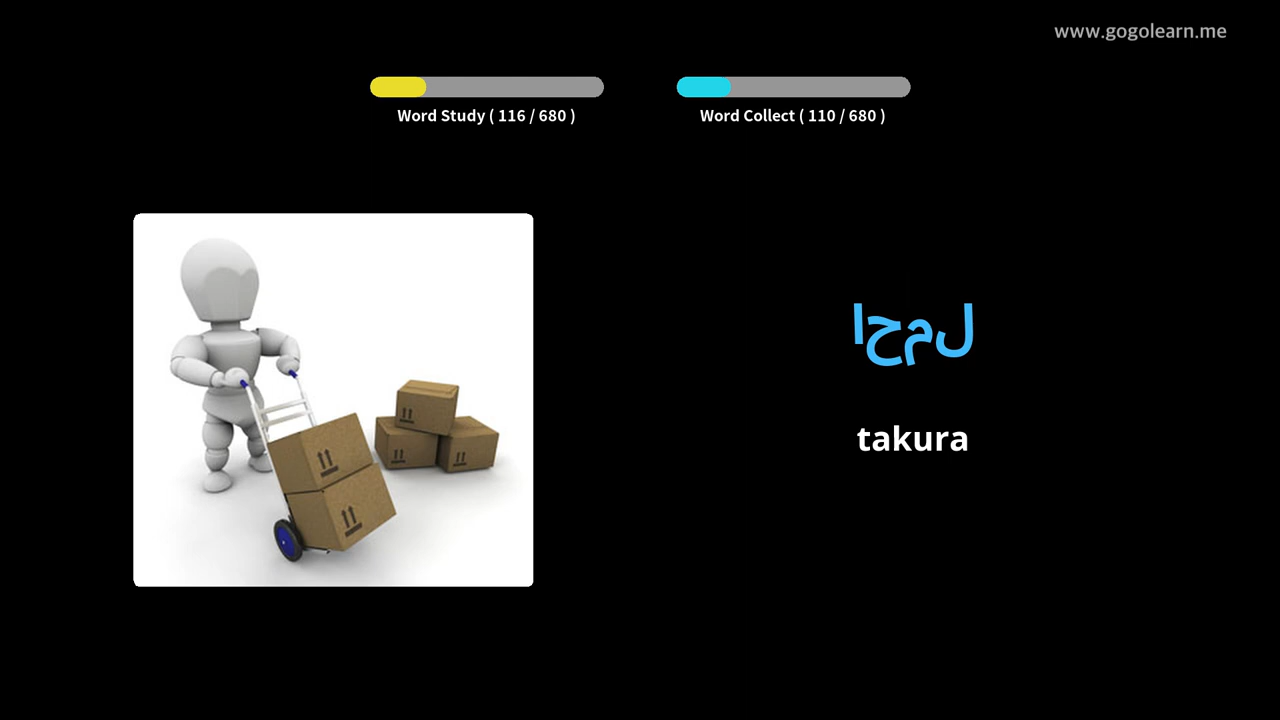 www.gogolearn.me
Word Study ( 116 / 680 )
Word Collect ( 110 / 680 )
احمل
takura